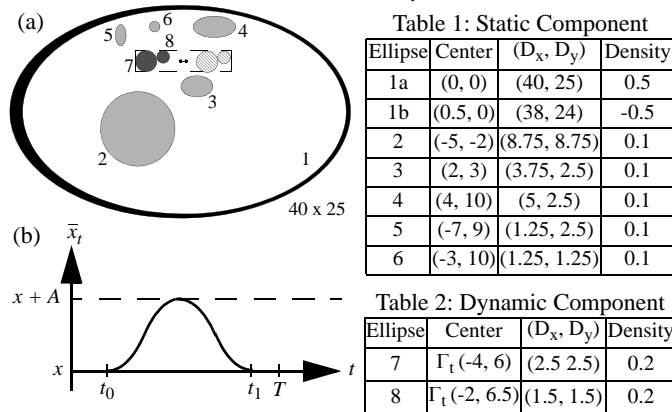 (a)
6
5
8
4
7
3
2
1
40 x 25
(b)
x̄t
x + A
x
t0
t1
T
t
Table 1: Static Component
Ellipse Center (Dx, Dy) Density
1a (0, 0) (40, 25) 0.5
1b (0.5, 0) (38, 24) -0.5
2 (-5, -2) (8.75, 8.75) 0.1
3 (2, 3) (3.75, 2.5) 0.1
4 (4, 10) (5, 2.5) 0.1
5 (-7, 9) (1.25, 2.5) 0.1
6 (-3, 10) (1.25, 1.25) 0.1
Table 2: Dynamic Component
Ellipse Center (Dx, Dy) Density
7 Γt (-4, 6) (2.5 2.5) 0.2
8 Γt (-2, 6.5) (1.5, 1.5) 0.2